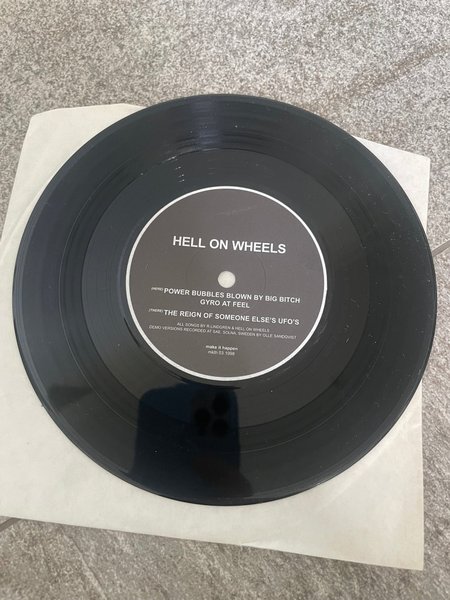 HELL ON WHEELS
(HERE) POWER BUBBLES BLOWN BY BIG BITCH
GYRO AT FEEL
(THERE) THE REIGN OF SOMEONE ELSE'S UFO'S
ALL SONGS BY R.LINDGREN & HELL ON WHEELS
DEMO VERSIONS RECORDED AT SAE, SOLNA, SWEDEN BY OLLE SANDQVIST
make it happen
mkih 03 1998